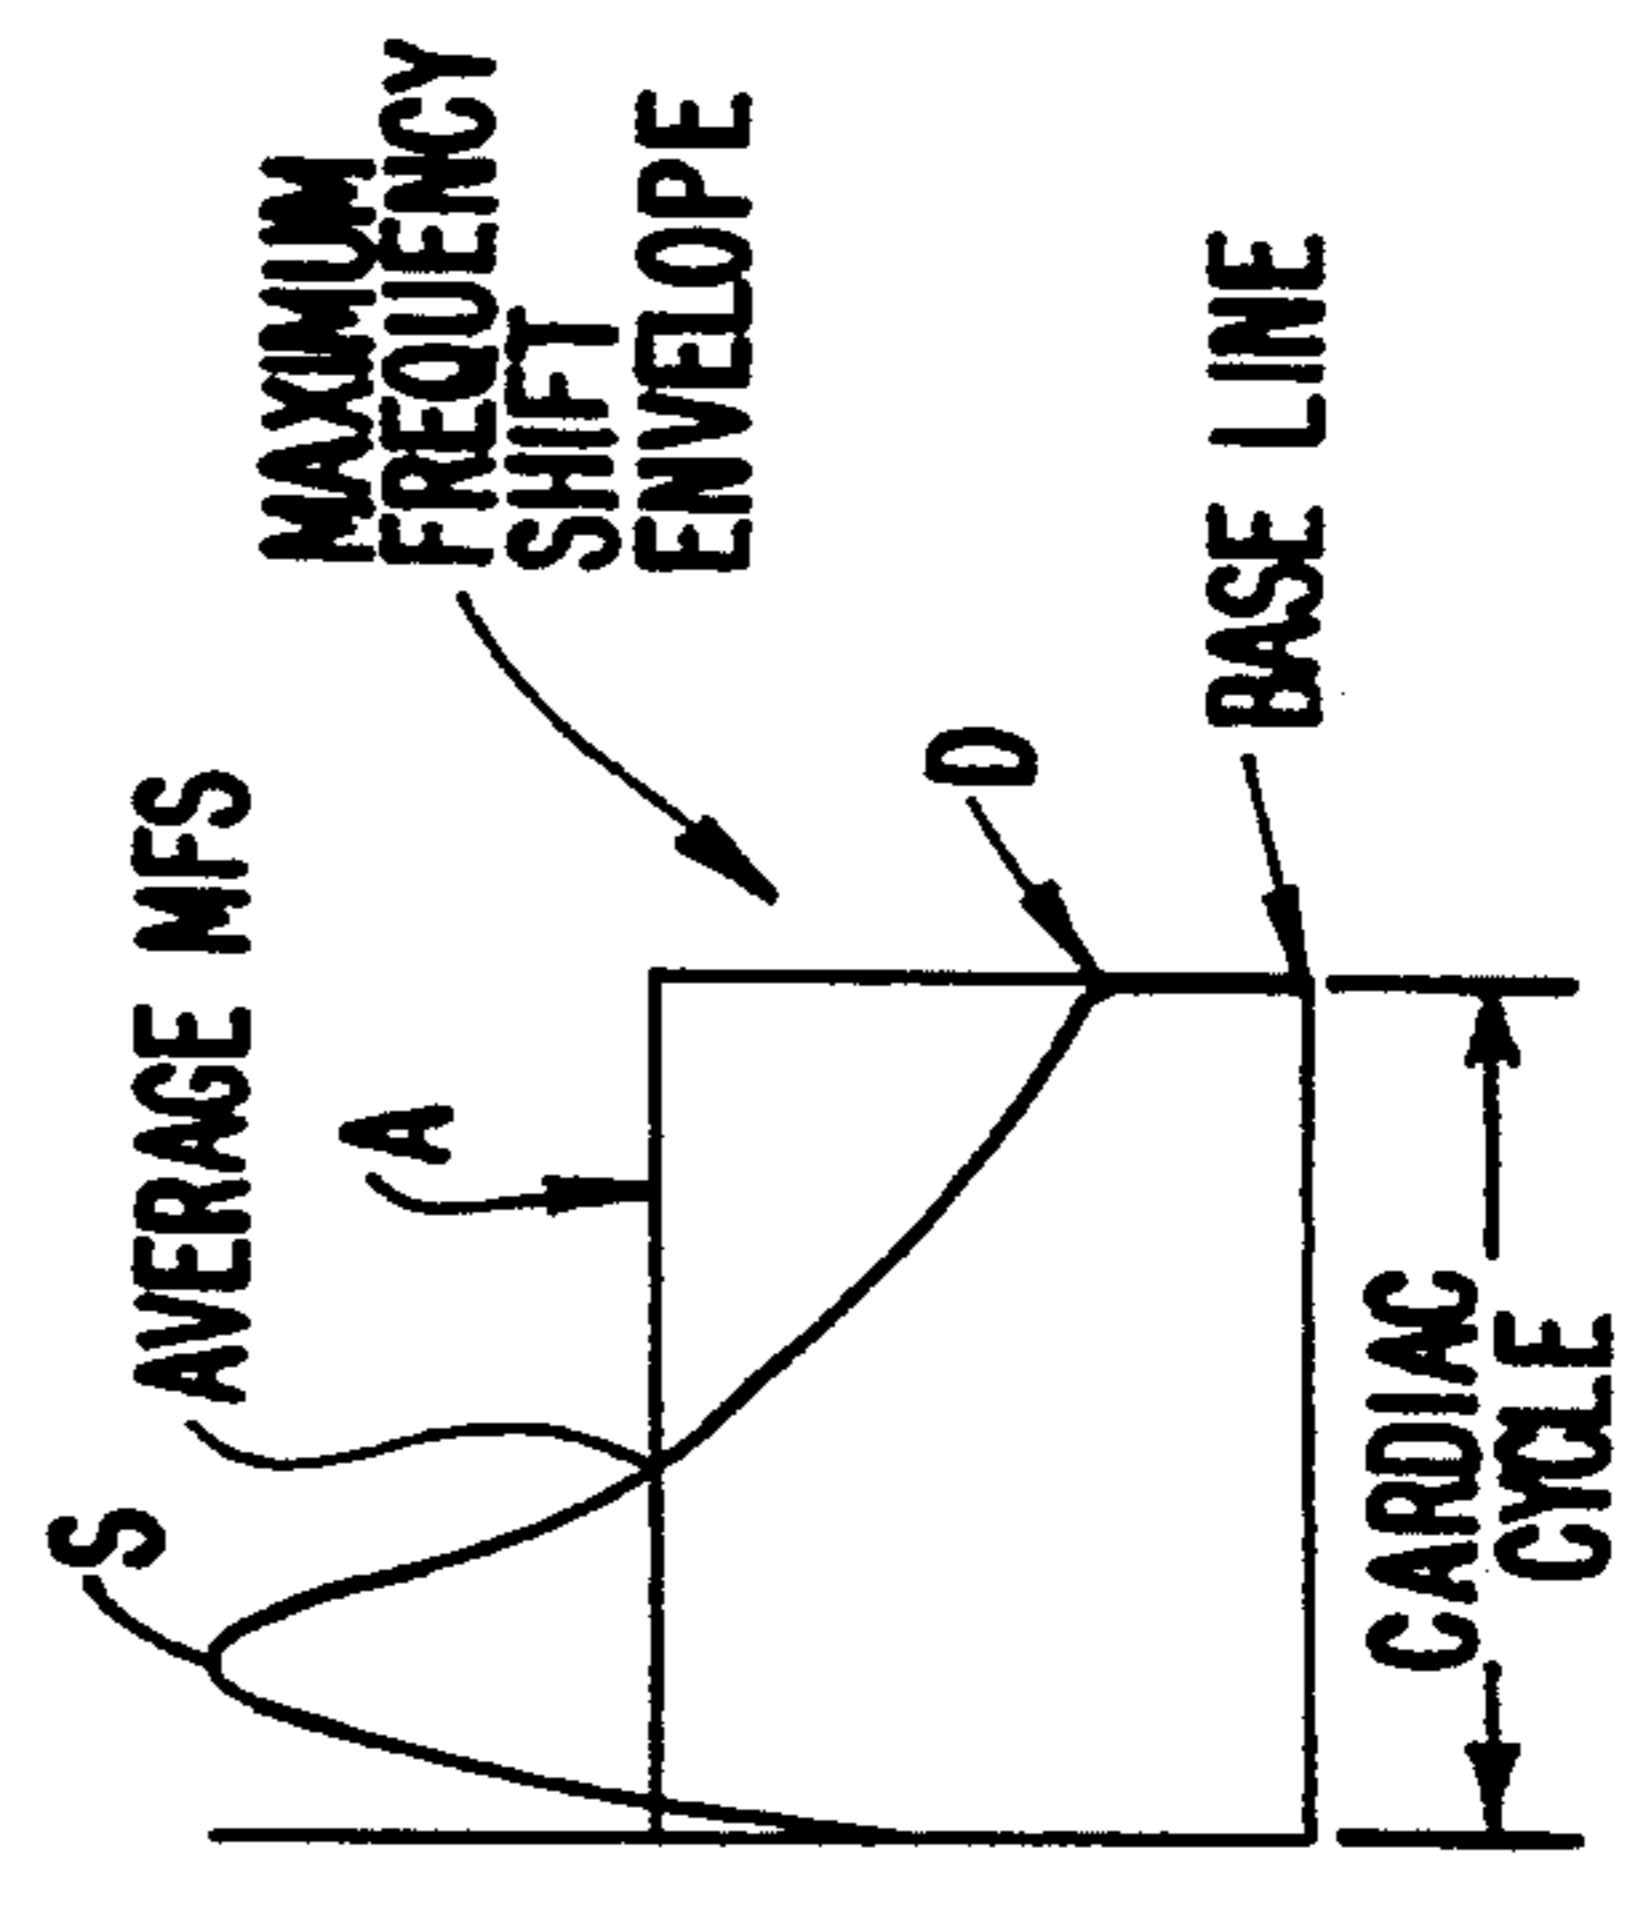 S
AVERAGE MFS
A
MAXIMUM
FREQUENCY
SHIFT
ENVELOPE
D
BASE LINE
CARDIAC
CYCLE